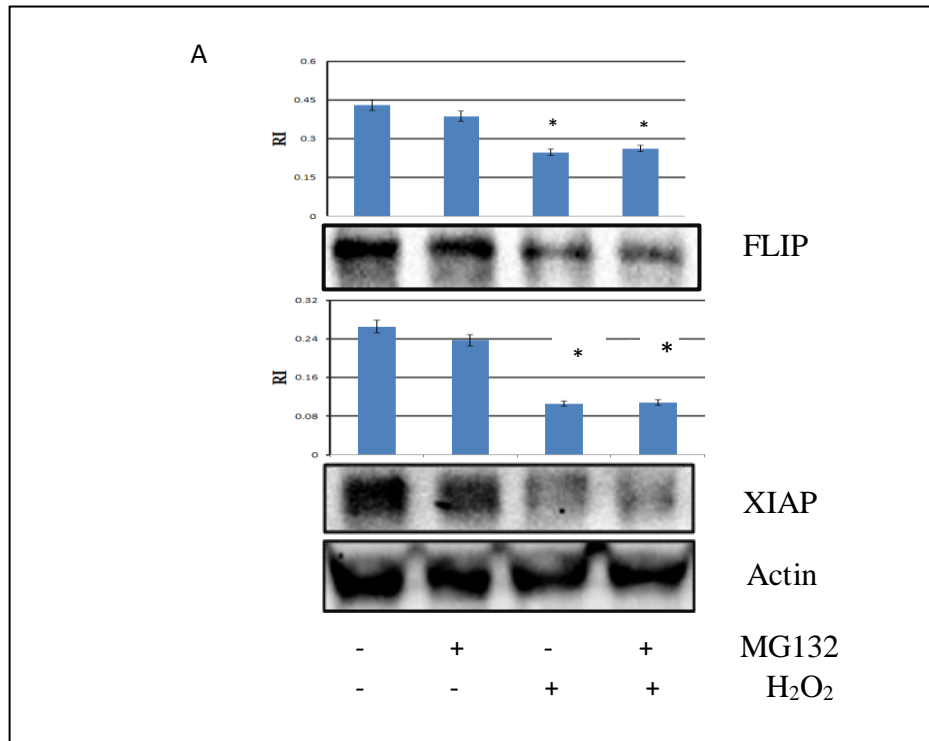 A
0.6
0.45
0.3
0.15
0
RI
* *
FLIP
0.32
0.24
0.16
0.08
0
RI
* *
XIAP
Actin
- + - + MG132
- - + + H₂O₂